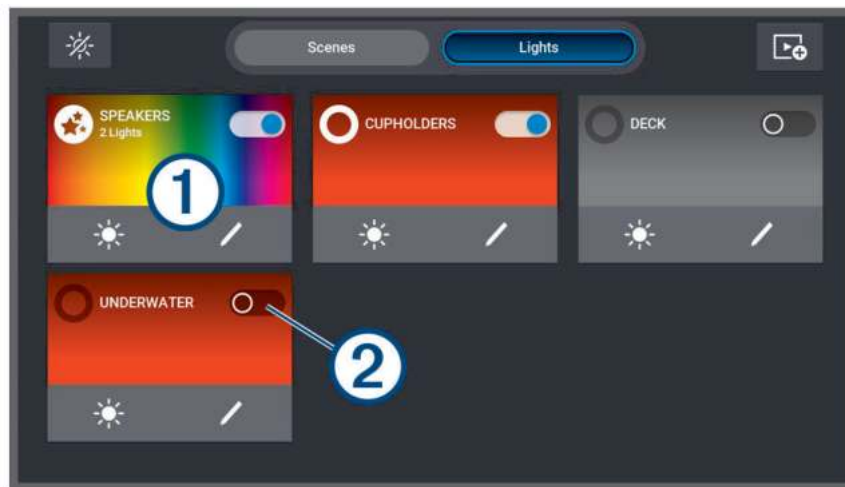 Scenes
Lights
SPEAKERS
2 Lights
CUPHOLDERS
DECK
1
UNDERWATER
2